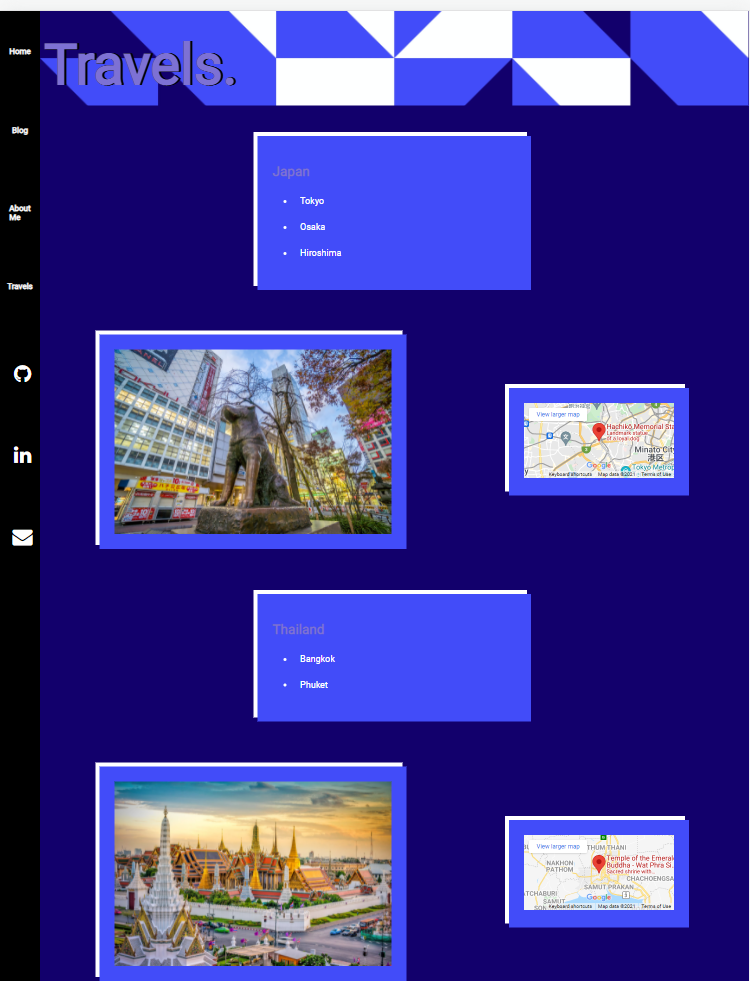 Travels.
Home
Blog
About
Me
Travels
Japan
Tokyo
Osaka
Hiroshima
View larger map
Hachikō Memorial Sta
Landmark statue
of a loyal dog
Minato City
港区
Tokyo Metrop
Google
Keyboard shortcuts Map data ©2021 Terms of Use
Thailand
Bangkok
Phuket
View larger map
THUM THANI
NAKHON
PATHOM
Temple of the Emeral
Buddha - Wat Phra Si
Sacred shrine with...
CHACHOENGSA
SAMUT PRAKAN
ATCHABURI
SAMUT
Google
Keyboard shortcuts Map data ©2021 Terms of Use